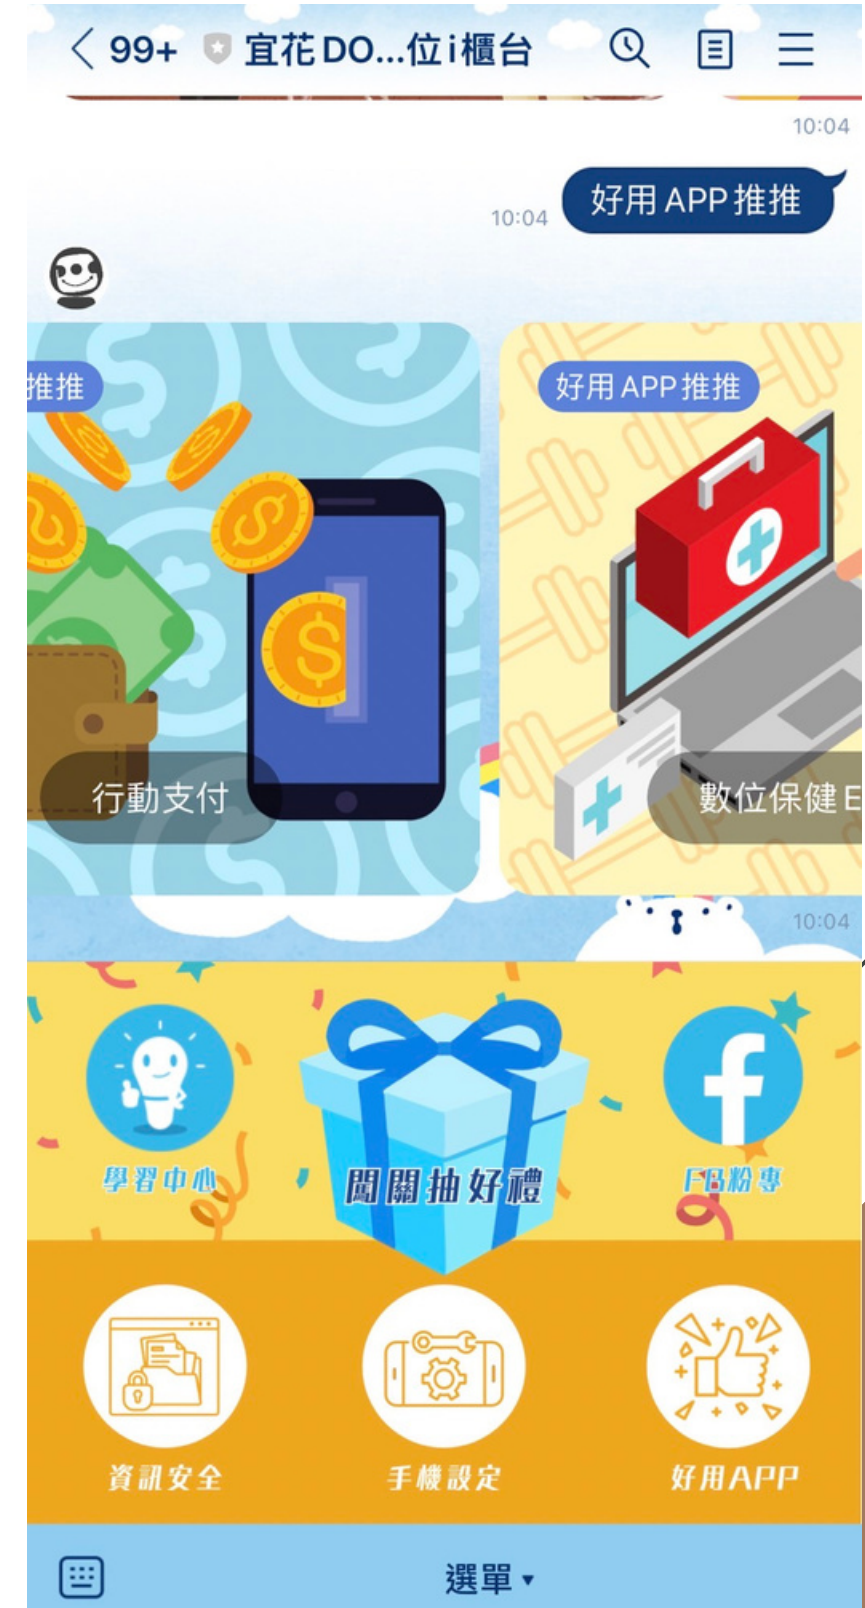 99+ 宜花DO...位i櫃台
10:04
10:04 好用APP推推
推推
好用APP推推
行動支付
數位保健E
10:04
學習中心
闖關抽好禮
FB粉專
資訊安全
手機設定
好用APP
選單